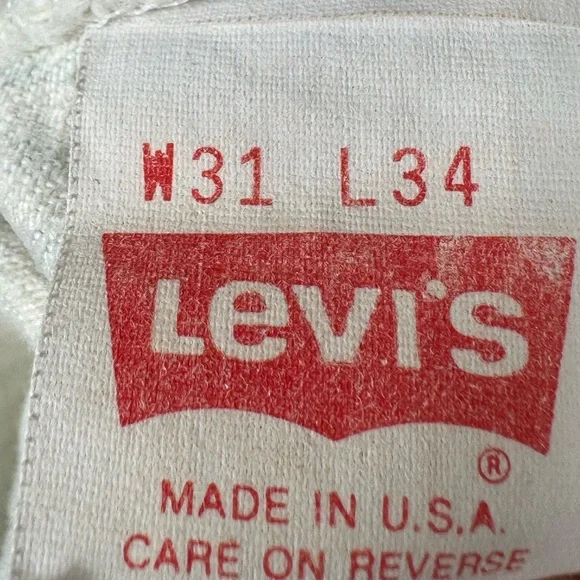 W31 L34
Levi's
®
MADE IN U.S.A.
CARE ON REVERSE